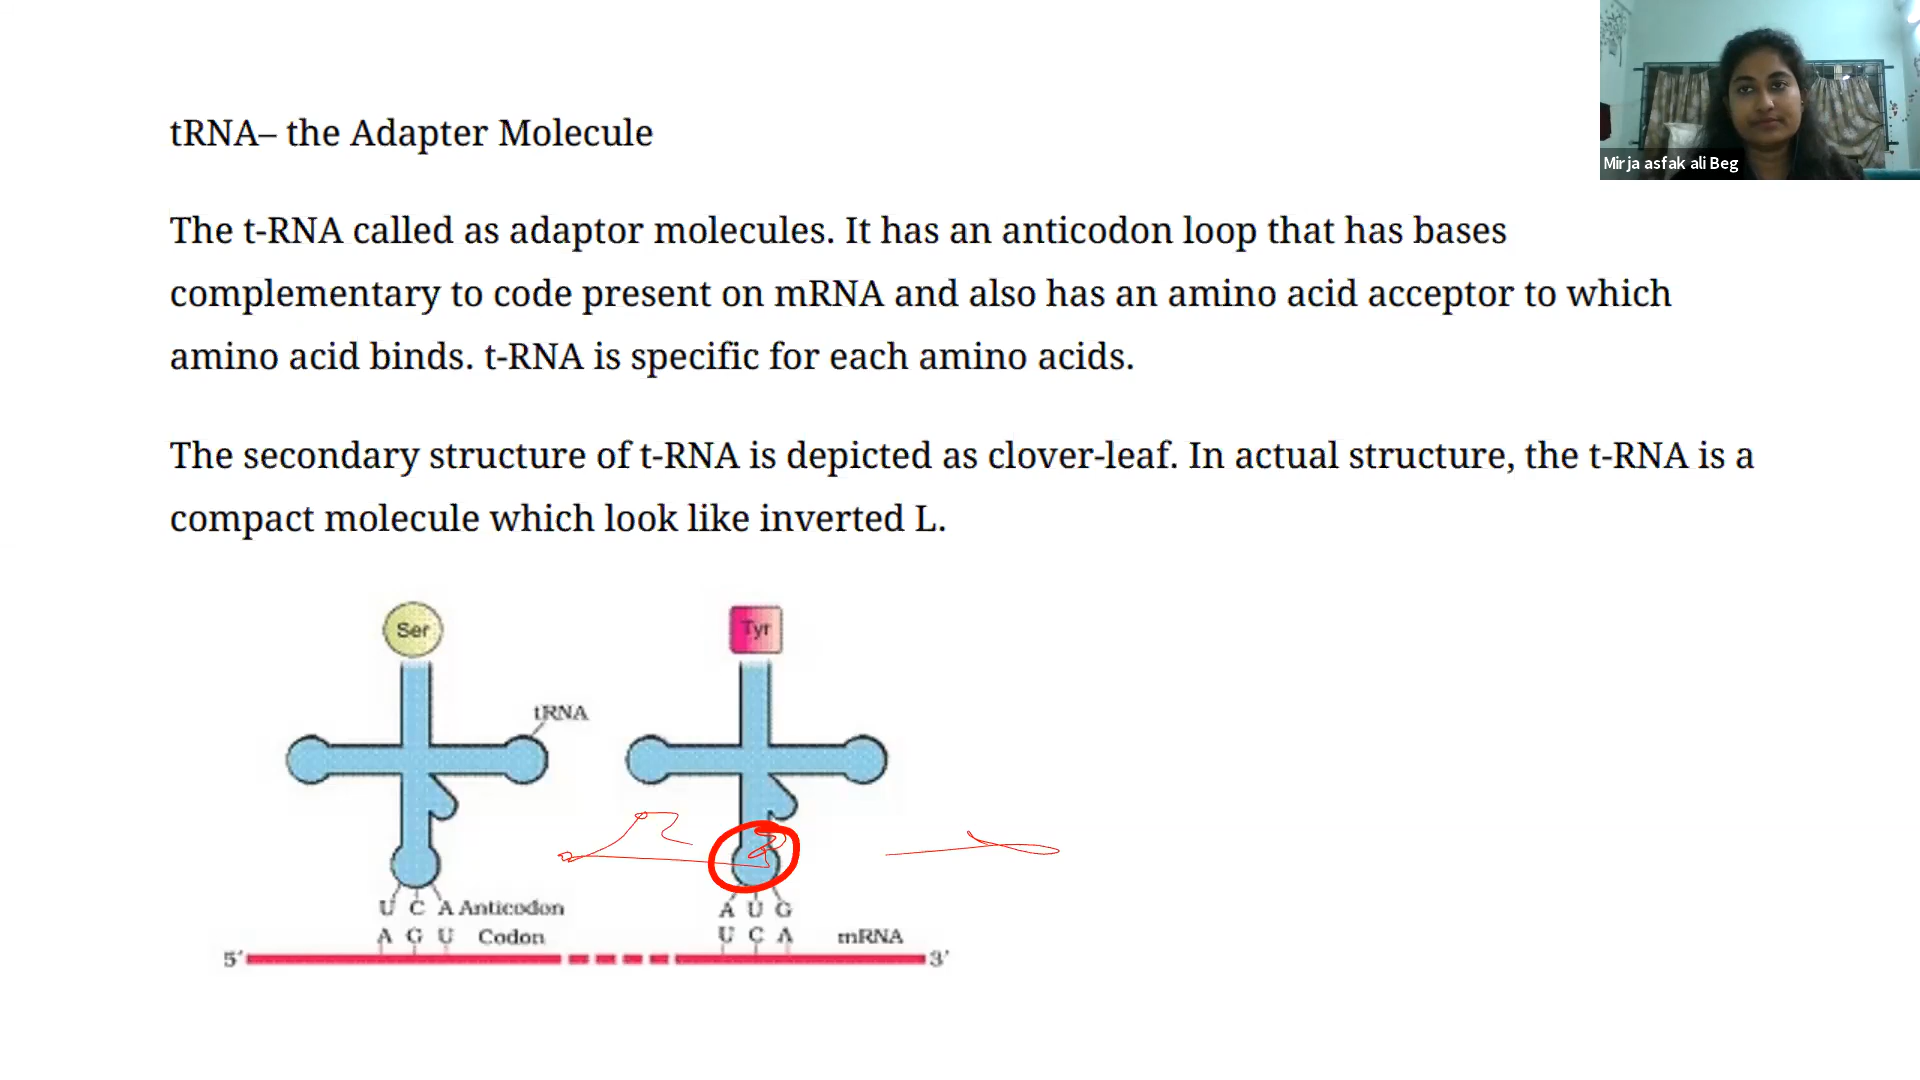 Mirja asfak ali Beg
tRNA– the Adapter Molecule
The t-RNA called as adaptor molecules. It has an anticodon loop that has bases
complementary to code present on mRNA and also has an amino acid acceptor to which
amino acid binds. t-RNA is specific for each amino acids.
The secondary structure of t-RNA is depicted as clover-leaf. In actual structure, the t-RNA is a
compact molecule which look like inverted L.
Ser
Tyr
tRNA
U C A Anticodon
A U G
A G U Codon
U C A mRNA
5′
3′